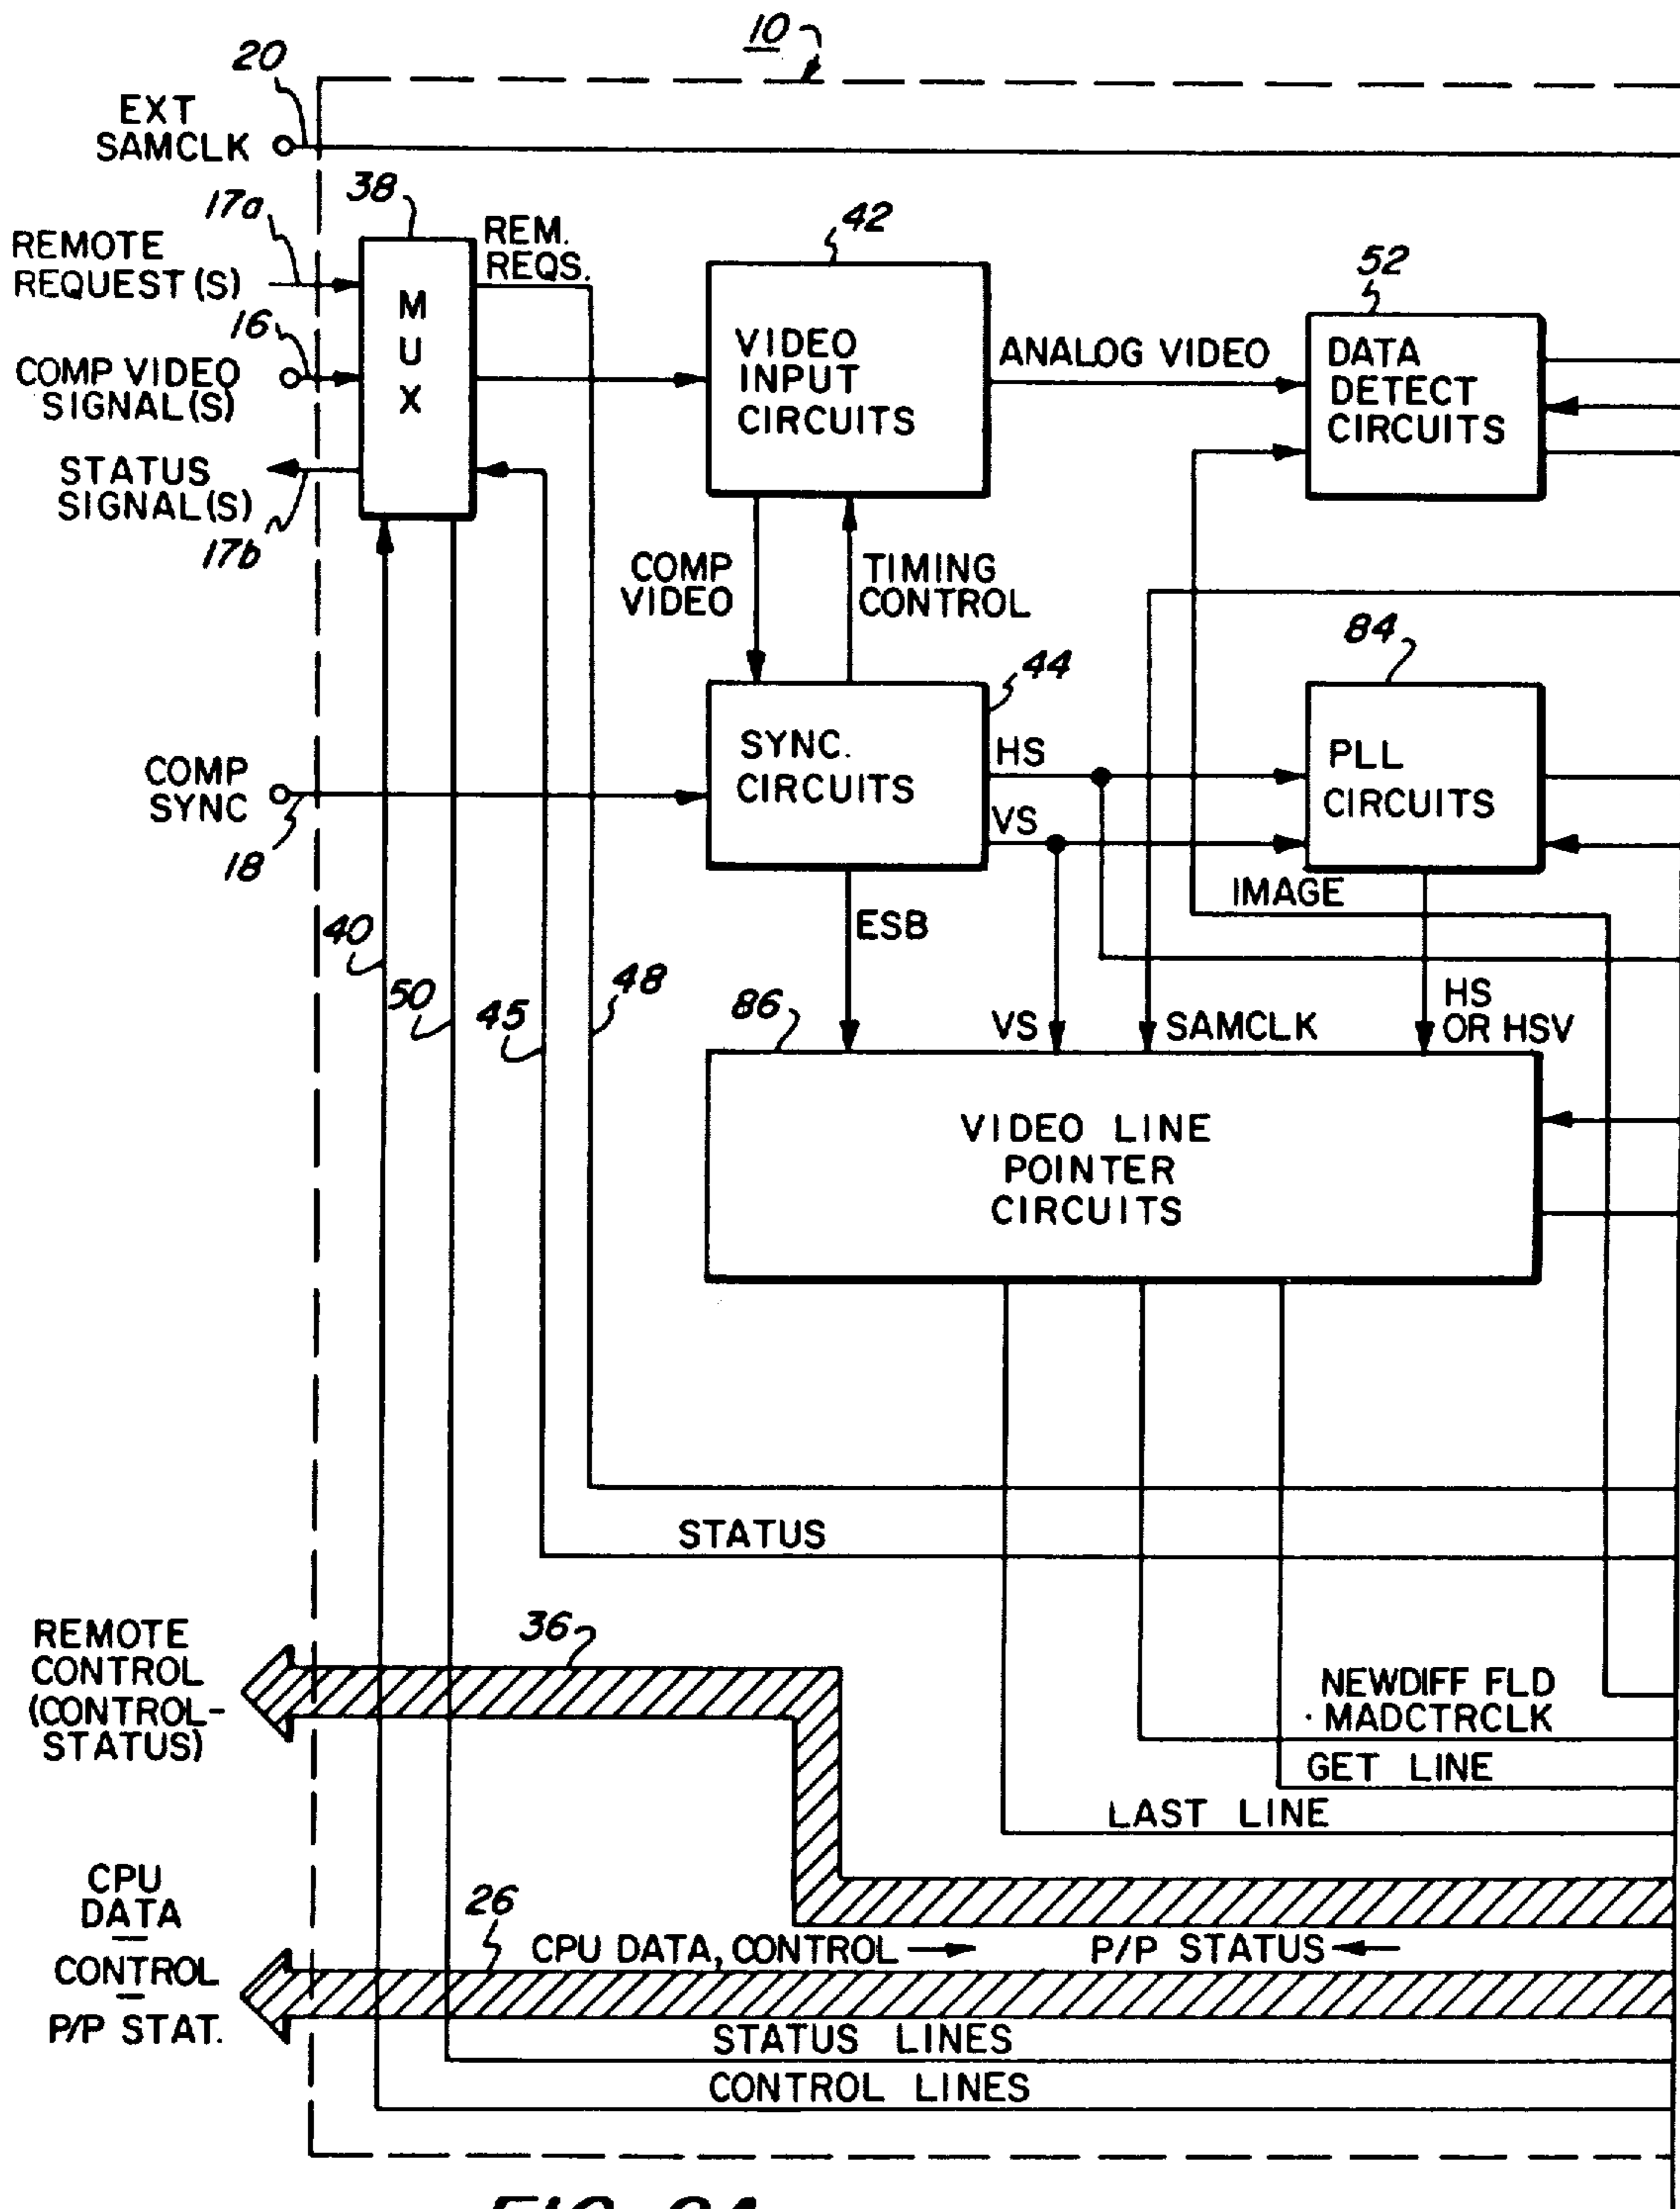 10
20
EXT
SAMCLK
17a
38
REM.
REQS.
REMOTE
REQUEST(S)
42
52
16
COMP VIDEO
SIGNAL(S)
MUX
VIDEO
INPUT
CIRCUITS
ANALOG VIDEO
DATA
DETECT
CIRCUITS
STATUS
SIGNAL(S)
17b
COMP
VIDEO
TIMING
CONTROL
84
44
COMP
SYNC
18
SYNC.
CIRCUITS
HS
VS
PLL
CIRCUITS
IMAGE
ESB
40
50
45
48
86
VS
SAMCLK
HS
OR HSV
VIDEO LINE
POINTER
CIRCUITS
STATUS
REMOTE
CONTROL
(CONTROL-
STATUS)
36
NEWDIFF FLD
· MADCTRCLK
GET LINE
LAST LINE
CPU
DATA
—
CONTROL
—
P/P STAT.
26
CPU DATA, CONTROL →
P/P STATUS ←
STATUS LINES
CONTROL LINES